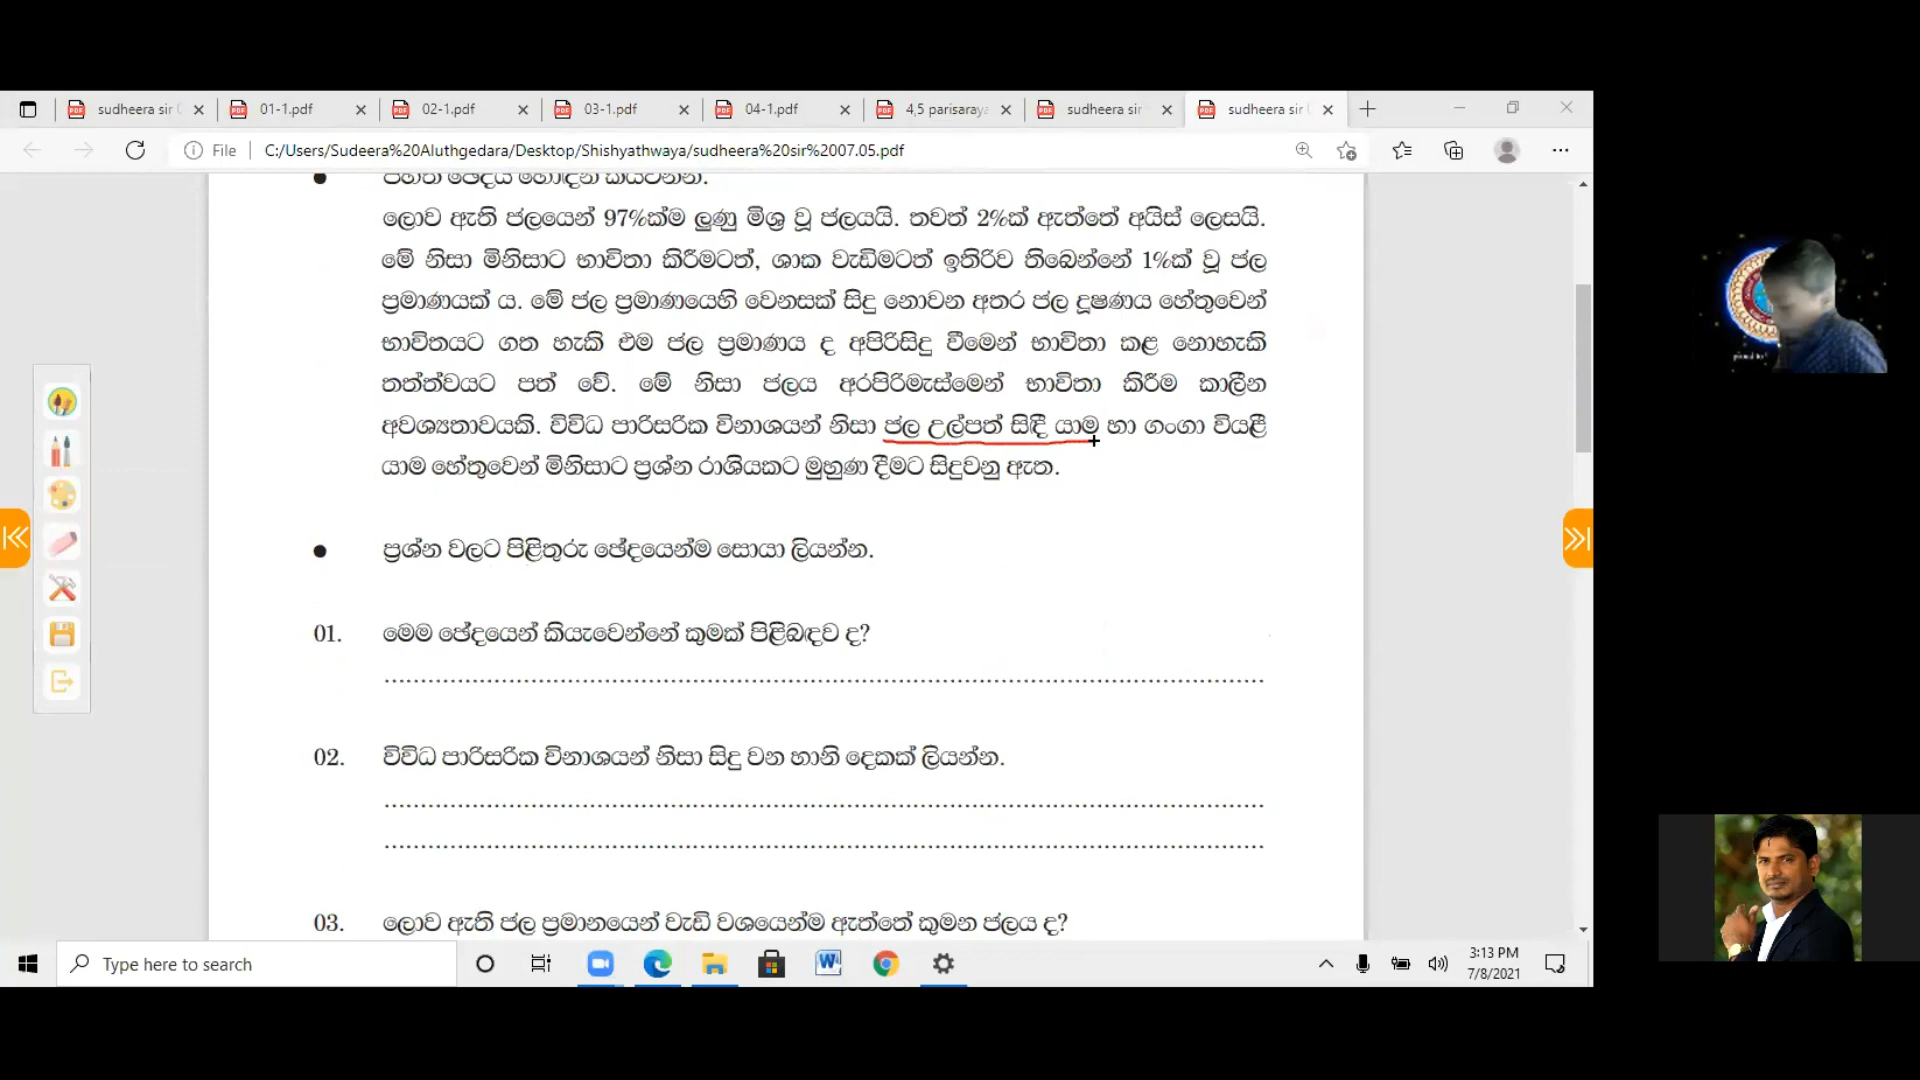 sudheera sir
01-1.pdf
02-1.pdf
03-1.pdf
04-1.pdf
4,5 parisaraya
sudheera sir
sudheera sir
File
C:/Users/Sudeera%20Aluthgedara/Desktop/Shishyathwaya/sudheera%20sir%2007.05.pdf
● පහත ඡේදය හොඳින් කියවන්න.
ලොව ඇති ජලයෙන් 97%ක්ම ලුණු මිශ්‍ර වූ ජලයයි. තවත් 2%ක් ඇත්තේ අයිස් ලෙසයි.
මේ නිසා මිනිසාට භාවිතා කිරීමටත්, ශාක වැඩිමටත් ඉතිරිව තිබෙන්නේ 1%ක් වූ ජල
ප්‍රමාණයක් ය. මේ ජල ප්‍රමාණයෙහි වෙනසක් සිදු නොවන අතර ජල දූෂණය හේතුවෙන්
භාවිතයට ගත හැකි එම ජල ප්‍රමාණය ද අපිරිසිදු වීමෙන් භාවිතා කළ නොහැකි
තත්ත්වයට පත් වේ. මේ නිසා ජලය අරපිරිමැස්මෙන් භාවිතා කිරීම කාලීන
අවශ්‍යතාවයකි. විවිධ පාරිසරික විනාශයන් නිසා ජල උල්පත් සිඳී යාම හා ගංගා වියළී
යාම හේතුවෙන් මිනිසාට ප්‍රශ්න රාශියකට මුහුණ දීමට සිදුවනු ඇත.
● ප්‍රශ්න වලට පිළිතුරු ඡේදයෙන්ම සොයා ලියන්න.
01. මෙම ඡේදයෙන් කියැවෙන්නේ කුමක් පිළිබඳව ද?
02. විවිධ පාරිසරික විනාශයන් නිසා සිදු වන හානි දෙකක් ලියන්න.
03. ලොව ඇති ජල ප්‍රමානයෙන් වැඩි වශයෙන්ම ඇත්තේ කුමන ජලය ද?
Type here to search
3:13 PM
7/8/2021